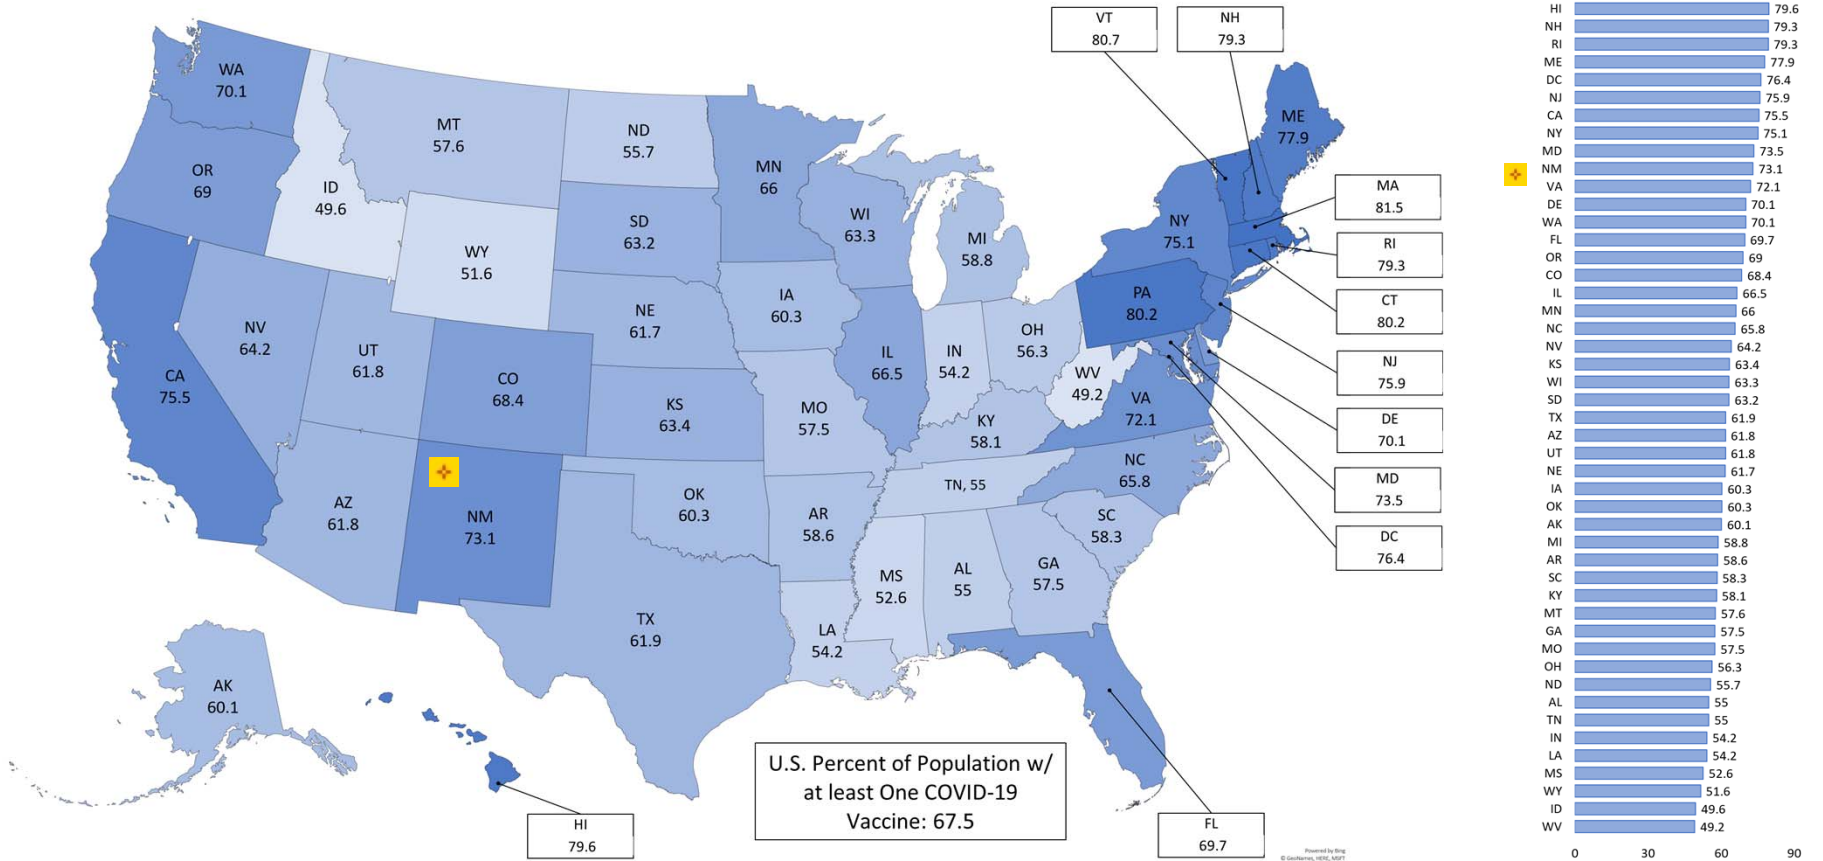 VT
80.7
NH
79.3
WA
70.1
MT
57.6
ND
55.7
MN
66
ME
77.9
OR
69
ID
49.6
WY
51.6
SD
63.2
WI
63.3
MI
58.8
NY
75.1
MA
81.5
RI
79.3
CT
80.2
NJ
75.9
DE
70.1
MD
73.5
DC
76.4
NV
64.2
UT
61.8
CO
68.4
NE
61.7
IA
60.3
IL
66.5
IN
54.2
OH
56.3
PA
80.2
WV
49.2
VA
72.1
CA
75.5
KS
63.4
MO
57.5
KY
58.1
NC
65.8
TN, 55
AZ
61.8
NM
73.1
OK
60.3
AR
58.6
SC
58.3
MS
52.6
AL
55
GA
57.5
TX
61.9
LA
54.2
AK
60.1
HI
79.6
FL
69.7
U.S. Percent of Population w/
at least One COVID-19
Vaccine: 67.5
Powered by Bing
© GeoNames, HERE, MSFT
HI 79.6
NH 79.3
RI 79.3
ME 77.9
DC 76.4
NJ 75.9
CA 75.5
NY 75.1
MD 73.5
NM 73.1
VA 72.1
DE 70.1
WA 70.1
FL 69.7
OR 69
CO 68.4
IL 66.5
MN 66
NC 65.8
NV 64.2
KS 63.4
WI 63.3
SD 63.2
TX 61.9
AZ 61.8
UT 61.8
NE 61.7
IA 60.3
OK 60.3
AK 60.1
MI 58.8
AR 58.6
SC 58.3
KY 58.1
MT 57.6
GA 57.5
MO 57.5
OH 56.3
ND 55.7
AL 55
TN 55
IN 54.2
LA 54.2
MS 52.6
WY 51.6
ID 49.6
WV 49.2
0 30 60 90